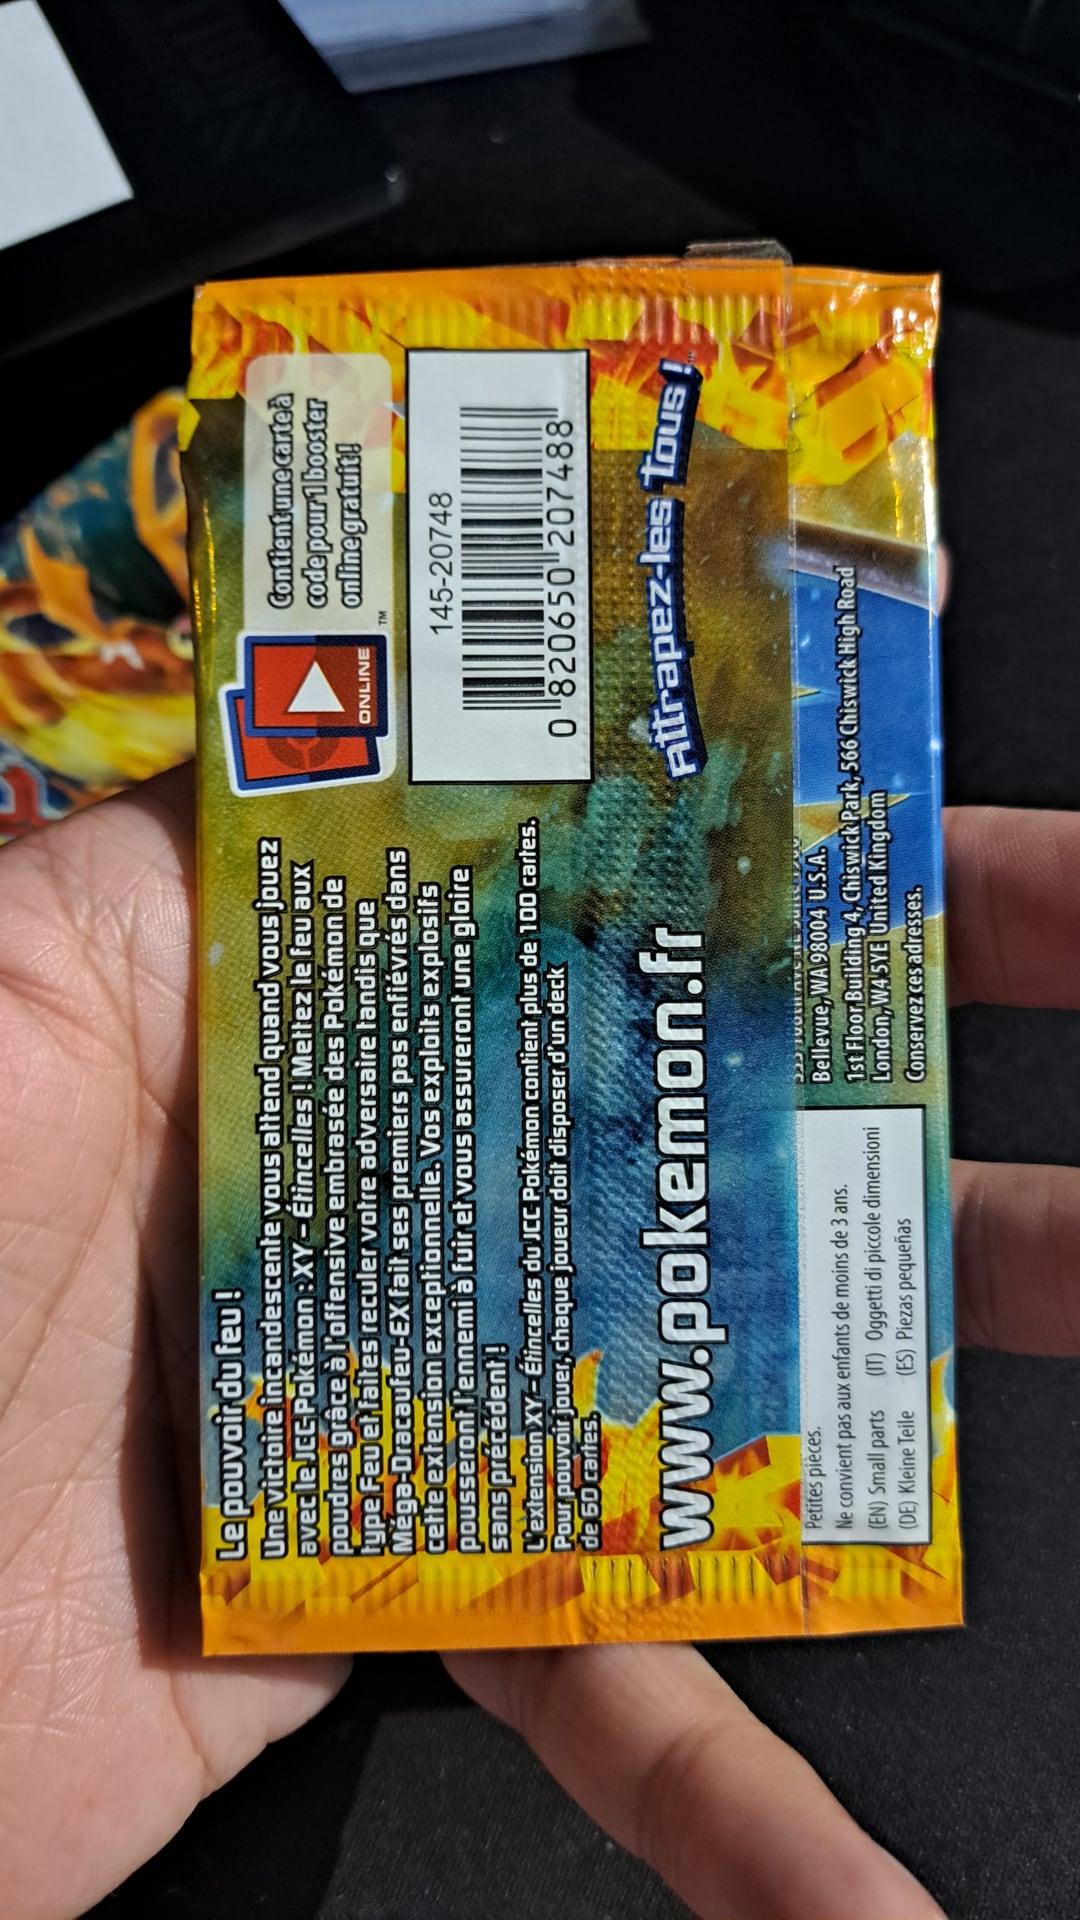 Le pouvoir du feu !
Une victoire incandescente vous attend quand vous jouez
avec le JCC Pokémon : XY – Étincelles ! Mettez le feu aux
poudres grâce à l'offensive embrasée des Pokémon de
type Feu et faites reculer votre adversaire tandis que
Méga-Dracaufeu-EX fait ses premiers pas enfiévrés dans
cette extension exceptionnelle. Vos exploits explosifs
pousseront l'ennemi à fuir et vous assureront une gloire
sans précédent !
L'extension XY – Étincelles du JCC Pokémon contient plus de 100 cartes.
Pour pouvoir jouer, chaque joueur doit disposer d'un deck
de 60 cartes.
www.pokemon.fr
ONLINE
TM
Contient une carte à
code pour 1 booster
online gratuit !
145-20748
0 820650 207488
Attrapez-les tous !
Petites pièces.
Ne convient pas aux enfants de moins de 3 ans.
(EN) Small parts (IT) Oggetti di piccole dimensioni
(DE) Kleine Teile (ES) Piezas pequeñas
Bellevue, WA 98004 U.S.A.
1st Floor Building 4, Chiswick Park, 566 Chiswick High Road
London, W4 5YE United Kingdom
Conservez ces adresses.